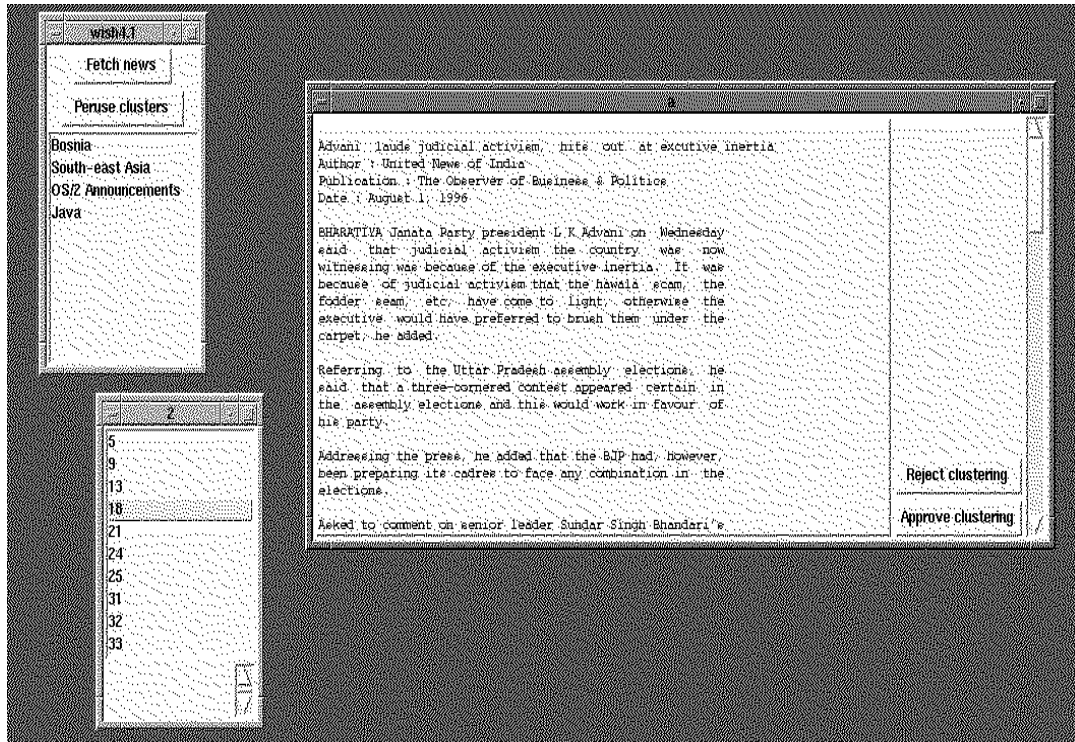 wish4.1
Fetch news
Peruse clusters
Bosnia
South-east Asia
OS/2 Announcements
Java
2
5
9
13
18
21
24
25
31
32
33
a
Advani lauds judicial activism, hits out at excutive inertia
Author : United News of India
Publication : The Observer of Business & Politics
Date : August 1, 1996
BHARATIYA Janata Party president L K Advani on Wednesday
said that judicial activism the country was now
witnessing was because of the executive inertia. It was
because of judicial activism that the hawala scam, the
fodder scam, etc, have come to light, otherwise the
executive would have preferred to brush them under the
carpet, he added.
Referring to the Uttar Pradesh assembly elections, he
said that a three-cornered contest appeared certain in
the assembly elections and this would work in favour of
his party.
Addressing the press, he added that the BJP had, however,
been preparing its cadres to face any combination in the
elections.
Asked to comment on senior leader Sundar Singh Bhandari's
Reject clustering
Approve clustering